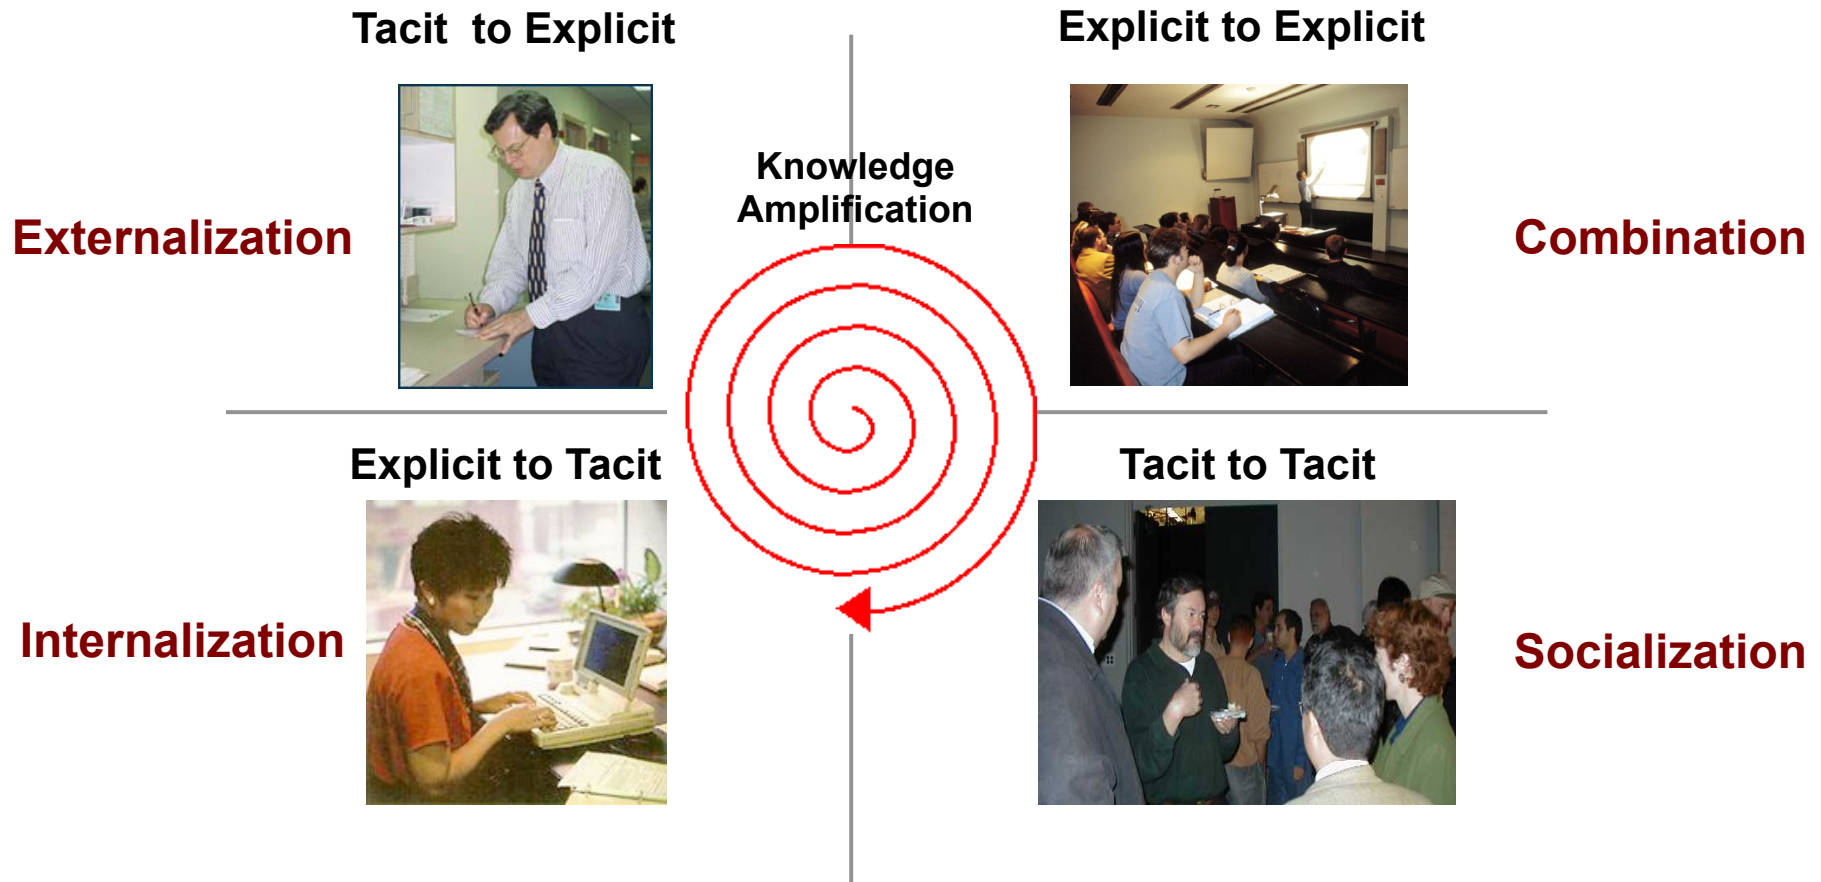 Tacit  to Explicit
Explicit to Explicit
Knowledge
Amplification
Externalization
Combination
Explicit to Tacit
Tacit to Tacit
Internalization
Socialization